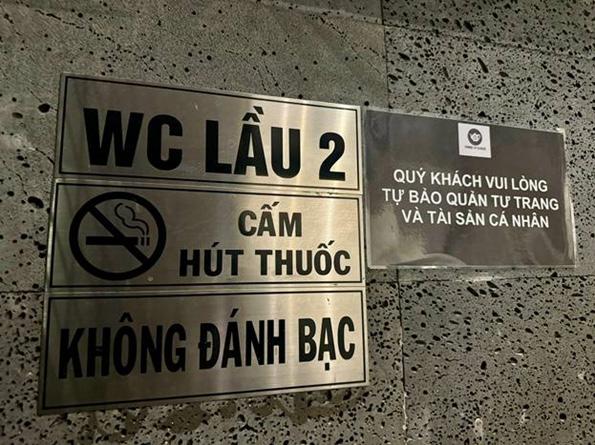 WC LẦU 2
CẤM
HÚT THUỐC
KHÔNG ĐÁNH BẠC
QUÝ KHÁCH VUI LÒNG
TỰ BẢO QUẢN TƯ TRANG
VÀ TÀI SẢN CÁ NHÂN